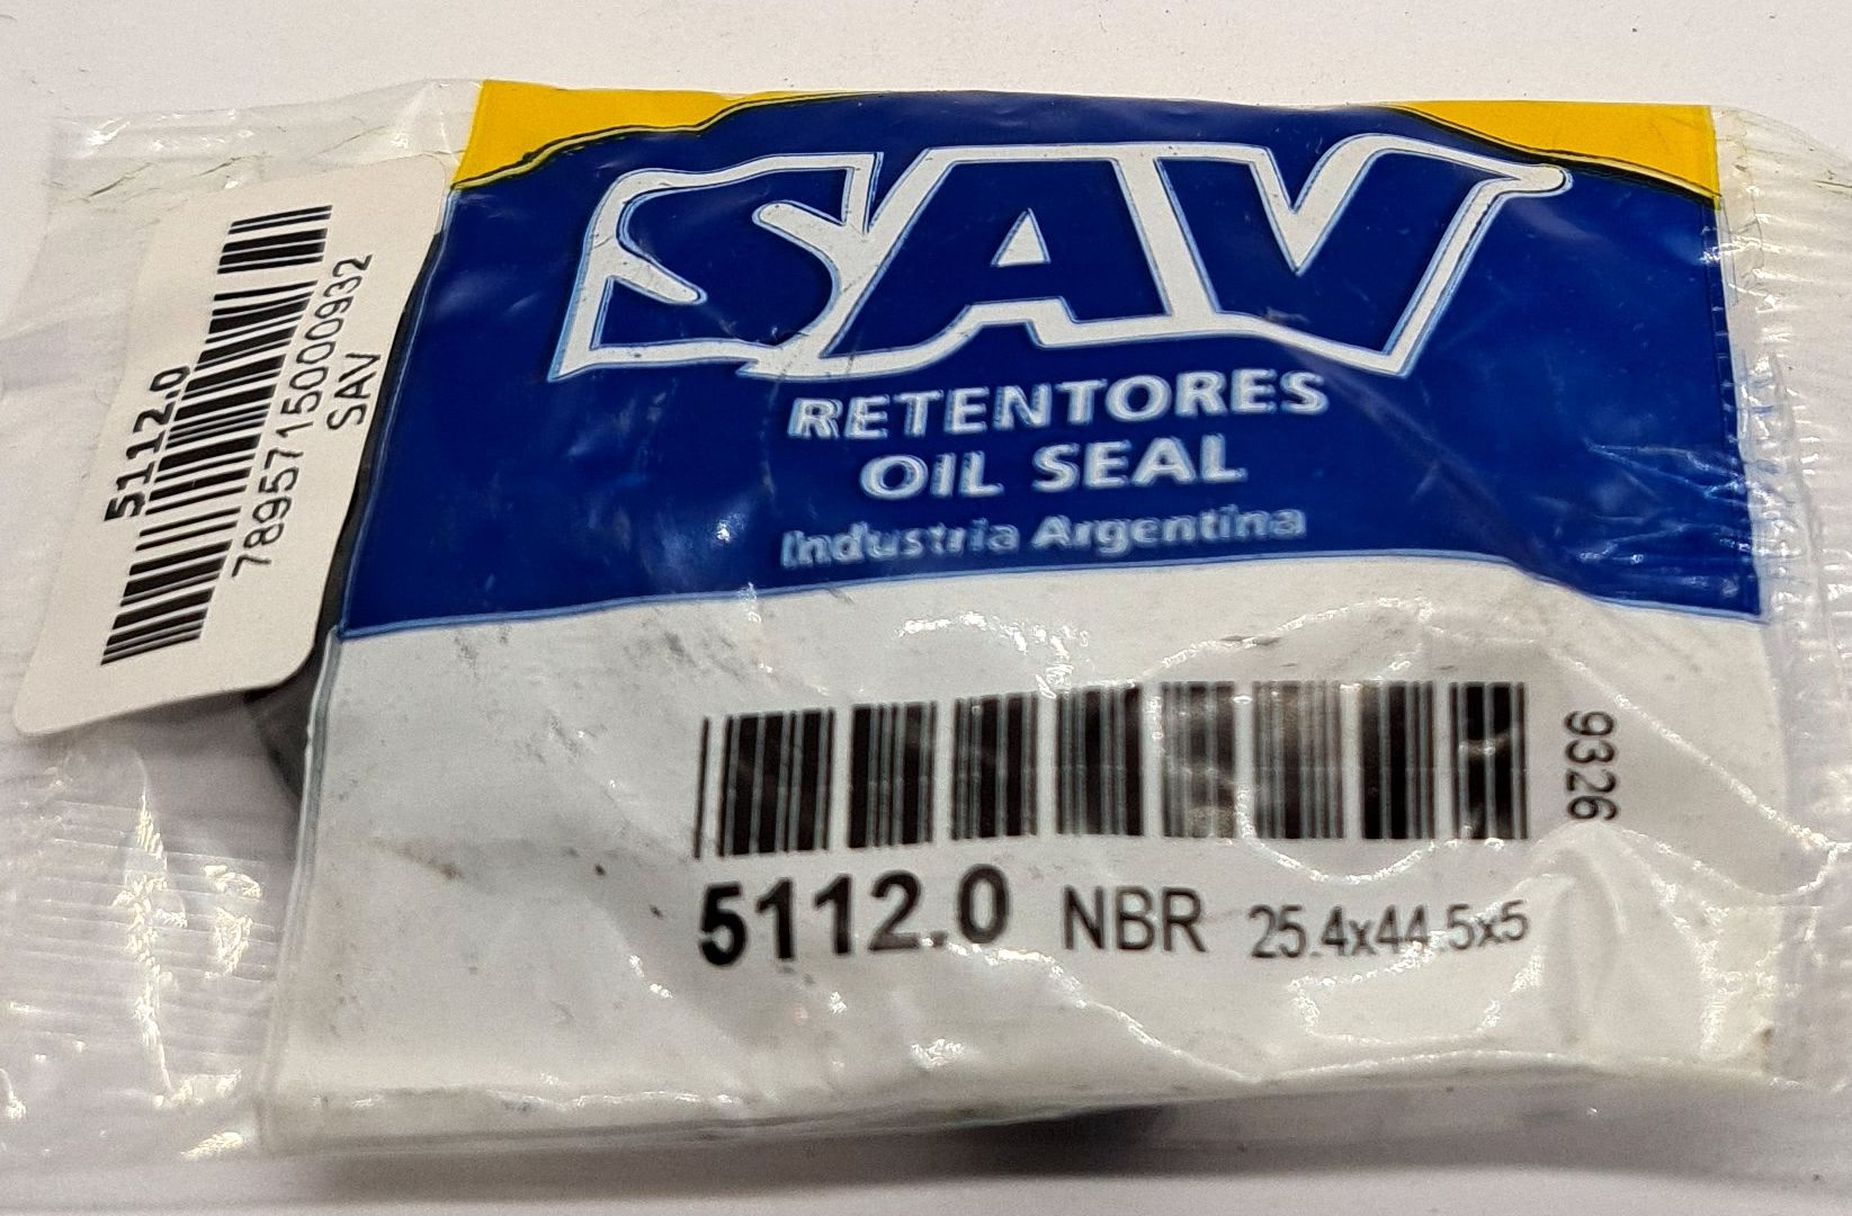 SAV
RETENTORES
OIL SEAL
Industria Argentina
5112.0
7895715000932
SAV
9326
5112.0 NBR 25.4x44.5x5